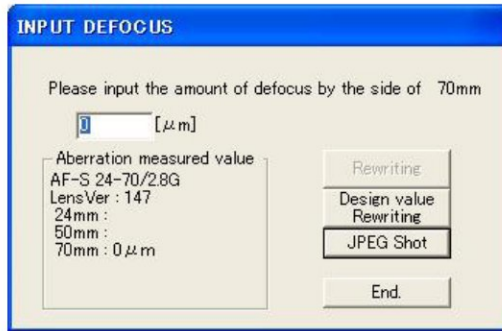 INPUT DEFOCUS
Please input the amount of defocus by the side of 70mm
0 [μm]
Aberration measured value
AF-S 24-70/2.8G
LensVer : 147
24mm :
50mm :
70mm : 0μm
Rewriting
Design value
Rewriting
JPEG Shot
End.